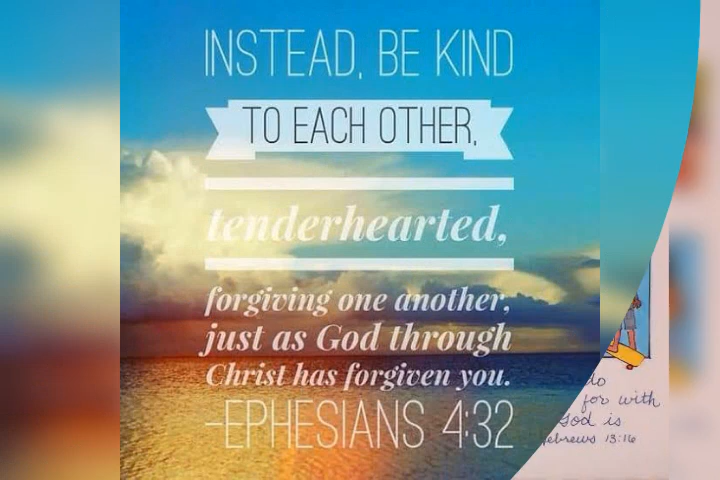 INSTEAD, BE KIND
TO EACH OTHER,
tenderhearted,
forgiving one another,
just as God through
Christ has forgiven you.
-EPHESIANS 4:32
do
for with
God is
Hebrews 13:16